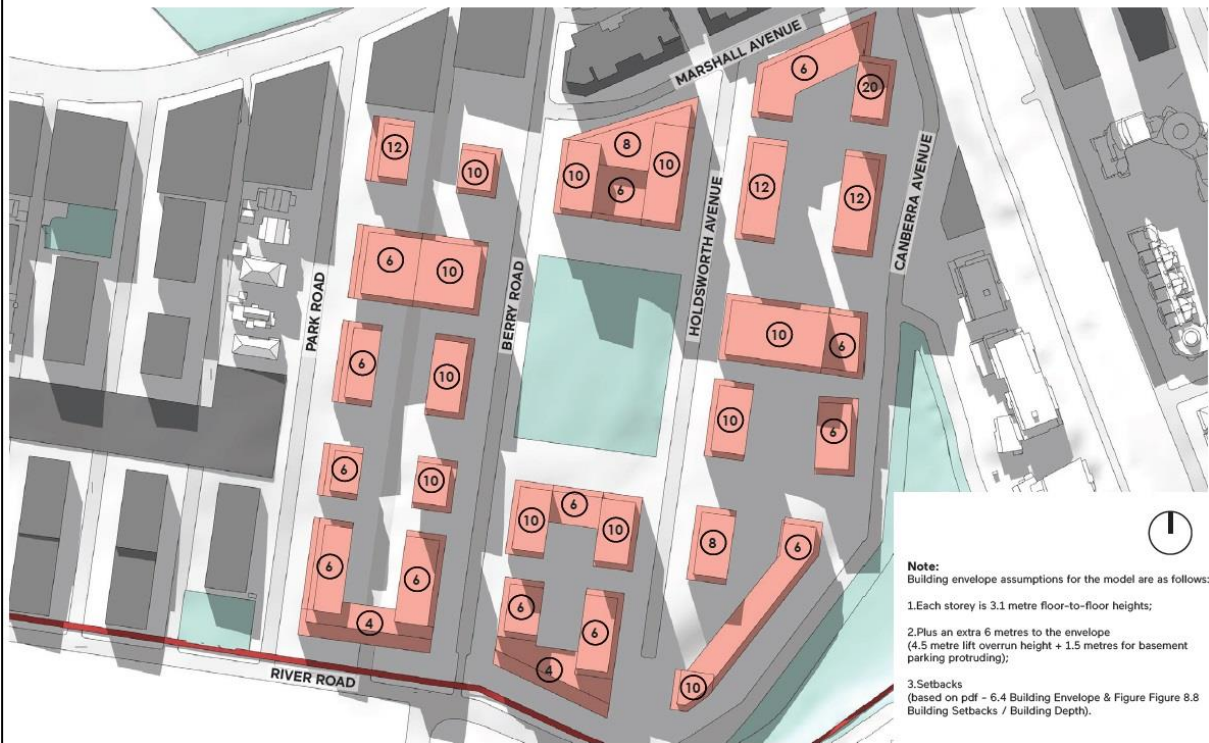 MARSHALL AVENUE
6
20
12
10
10
8
10
6
12
12
HOLDSWORTH AVENUE
CANBERRA AVENUE
6
10
PARK ROAD
BERRY ROAD
10
6
6
10
10
6
6
10
10
6
10
8
6
6
6
6
6
4
4
10
RIVER ROAD
Note:
Building envelope assumptions for the model are as follows:
1.Each storey is 3.1 metre floor-to-floor heights;
2.Plus an extra 6 metres to the envelope
(4.5 metre lift overrun height + 1.5 metres for basement
parking protruding);
3.Setbacks
(based on pdf - 6.4 Building Envelope & Figure Figure 8.8
Building Setbacks / Building Depth).